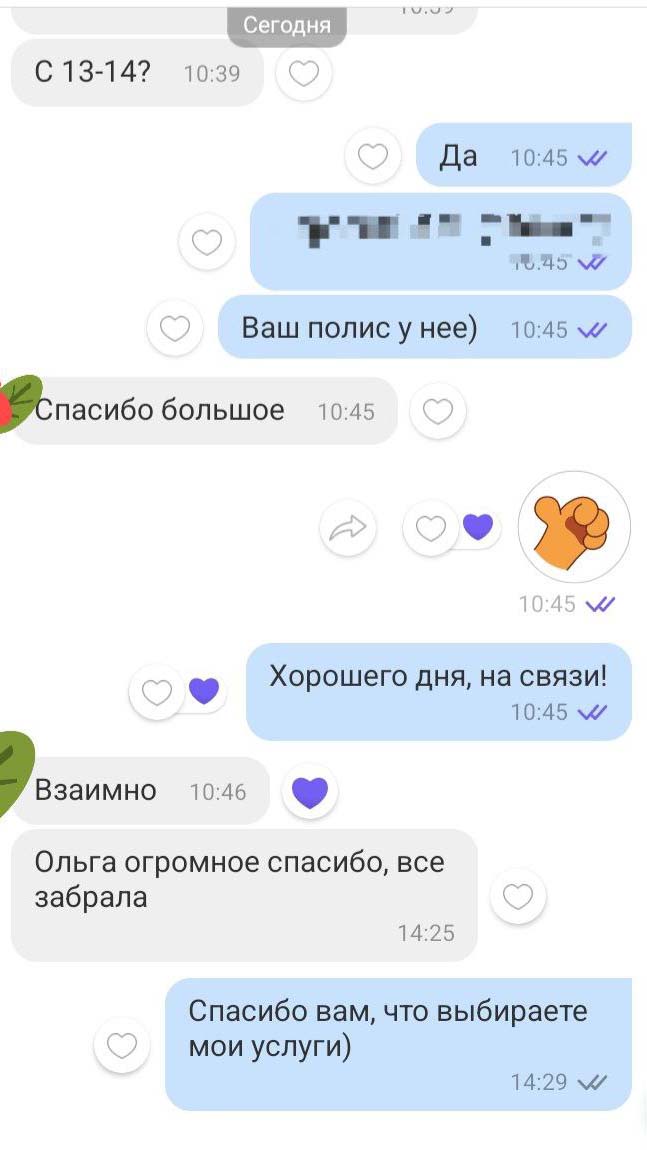 10:39
Сегодня
С 13-14? 10:39
Да 10:45
10:45
Ваш полис у нее) 10:45
Спасибо большое 10:45
10:45
Хорошего дня, на связи!
10:45
Взаимно 10:46
Ольга огромное спасибо, все
забрала
14:25
Спасибо вам, что выбираете
мои услуги)
14:29